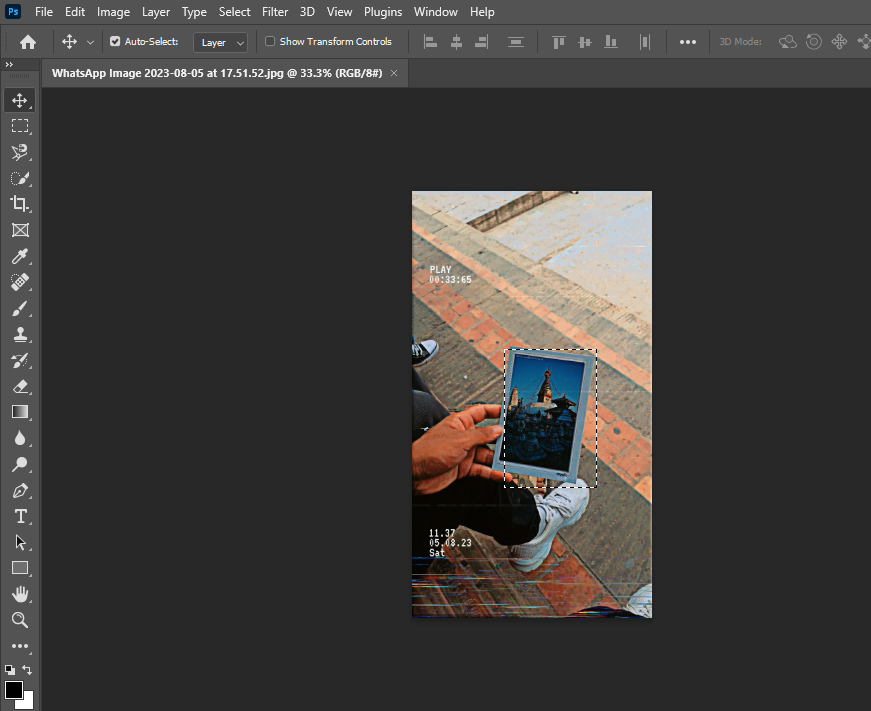 Ps File Edit Image Layer Type Select Filter 3D View Plugins Window Help
Auto-Select: Layer Show Transform Controls 3D Mode:
WhatsApp Image 2023-08-05 at 17.51.52.jpg @ 33.3% (RGB/8#) ×
PLAY
00:33:65
11.37
05.08.23
Sat